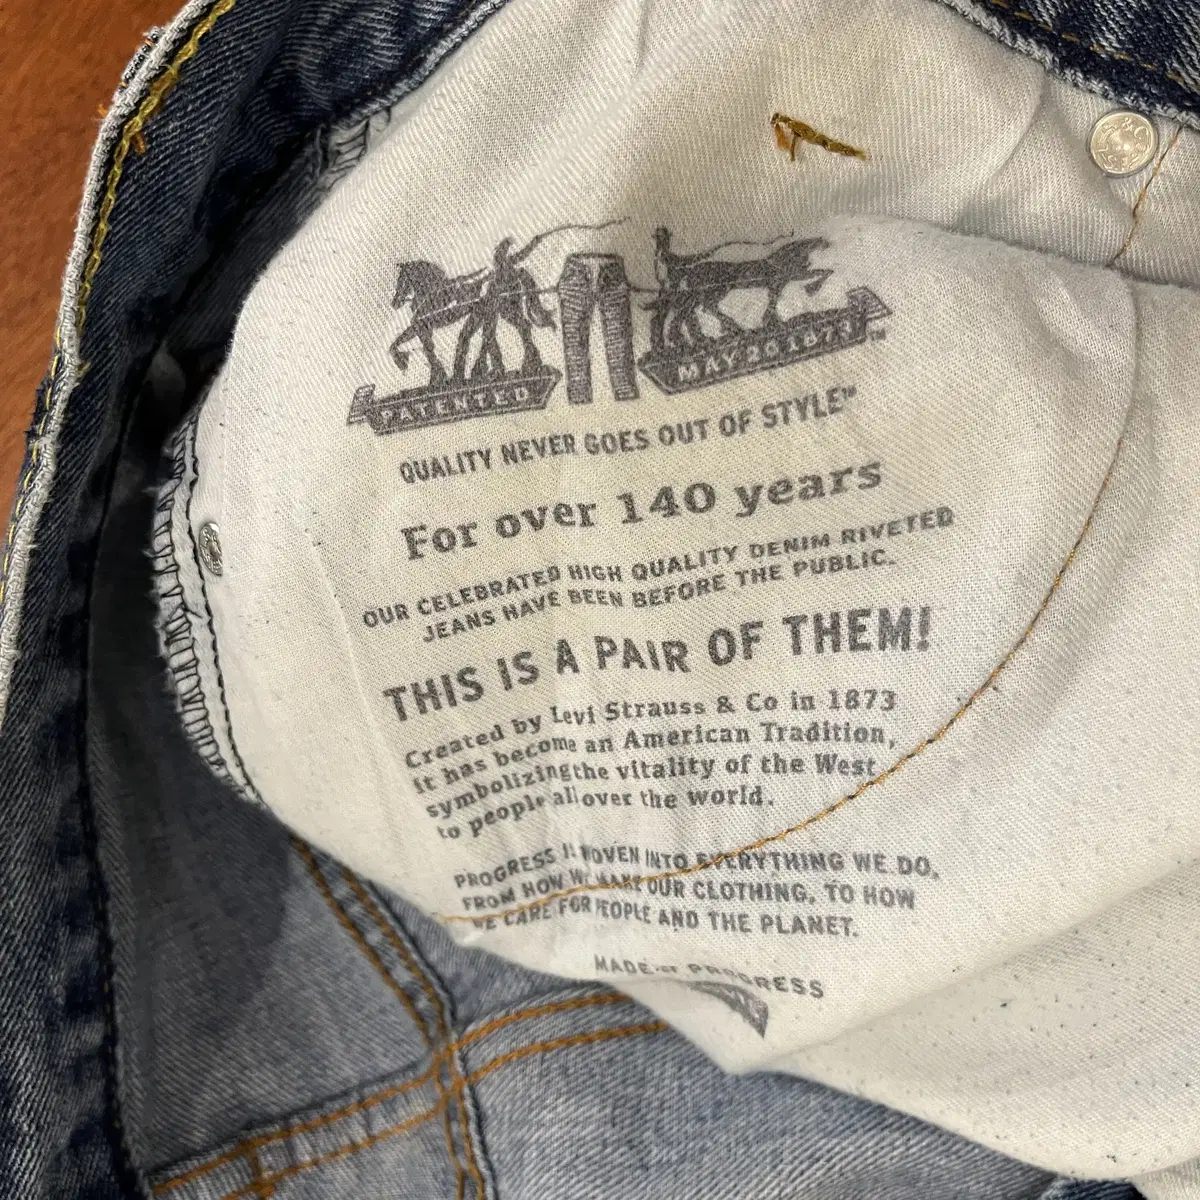 PATENTED
MAY 20 1873
QUALITY NEVER GOES OUT OF STYLE™
For over 140 years
OUR CELEBRATED HIGH QUALITY DENIM RIVETED
JEANS HAVE BEEN BEFORE THE PUBLIC.
THIS IS A PAIR OF THEM!
Created by Levi Strauss & Co in 1873
it has become an American Tradition,
symbolizing the vitality of the West
to people all over the world.
PROGRESS IS WOVEN INTO EVERYTHING WE DO,
FROM HOW WE MAKE OUR CLOTHING, TO HOW
WE CARE FOR PEOPLE AND THE PLANET.
MADE OF PROGRESS